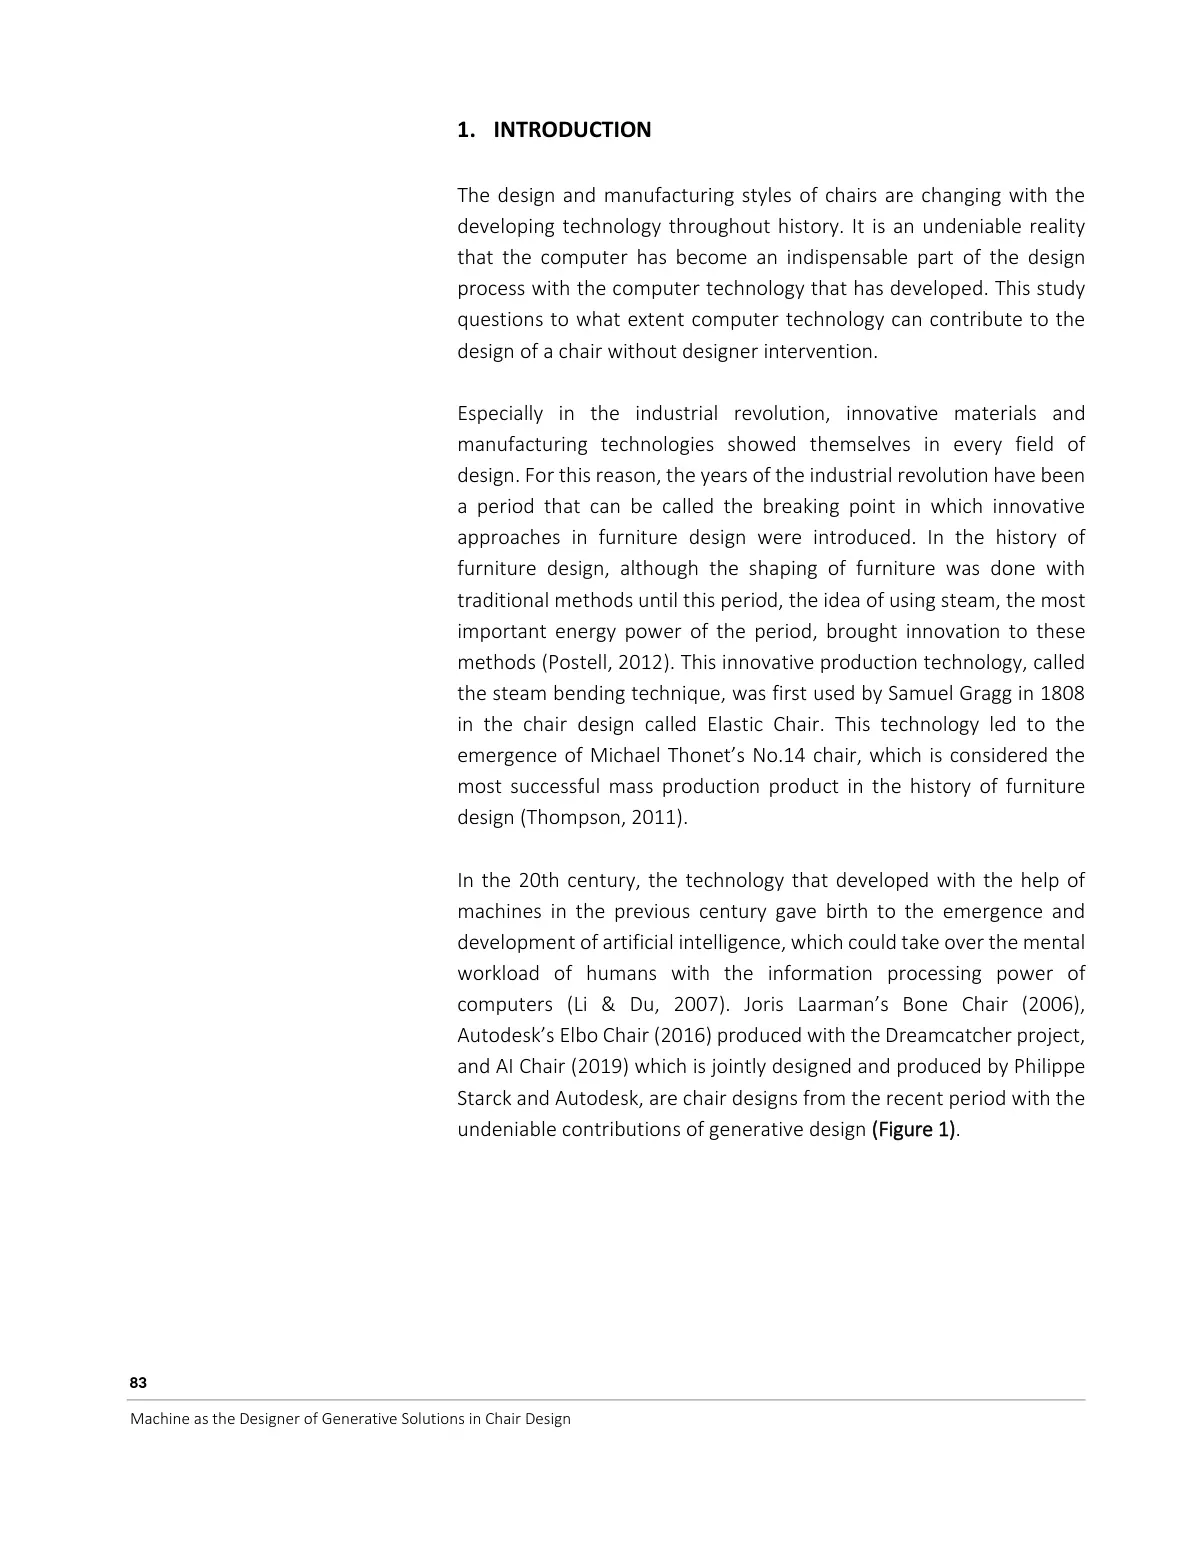 1. INTRODUCTION
The design and manufacturing styles of chairs are changing with the
developing technology throughout history. It is an undeniable reality
that the computer has become an indispensable part of the design
process with the computer technology that has developed. This study
questions to what extent computer technology can contribute to the
design of a chair without designer intervention.
Especially in the industrial revolution, innovative materials and
manufacturing technologies showed themselves in every field of
design. For this reason, the years of the industrial revolution have been
a period that can be called the breaking point in which innovative
approaches in furniture design were introduced. In the history of
furniture design, although the shaping of furniture was done with
traditional methods until this period, the idea of using steam, the most
important energy power of the period, brought innovation to these
methods (Postell, 2012). This innovative production technology, called
the steam bending technique, was first used by Samuel Gragg in 1808
in the chair design called Elastic Chair. This technology led to the
emergence of Michael Thonet’s No.14 chair, which is considered the
most successful mass production product in the history of furniture
design (Thompson, 2011).
In the 20th century, the technology that developed with the help of
machines in the previous century gave birth to the emergence and
development of artificial intelligence, which could take over the mental
workload of humans with the information processing power of
computers (Li & Du, 2007). Joris Laarman’s Bone Chair (2006),
Autodesk’s Elbo Chair (2016) produced with the Dreamcatcher project,
and AI Chair (2019) which is jointly designed and produced by Philippe
Starck and Autodesk, are chair designs from the recent period with the
undeniable contributions of generative design (Figure 1).
83
Machine as the Designer of Generative Solutions in Chair Design